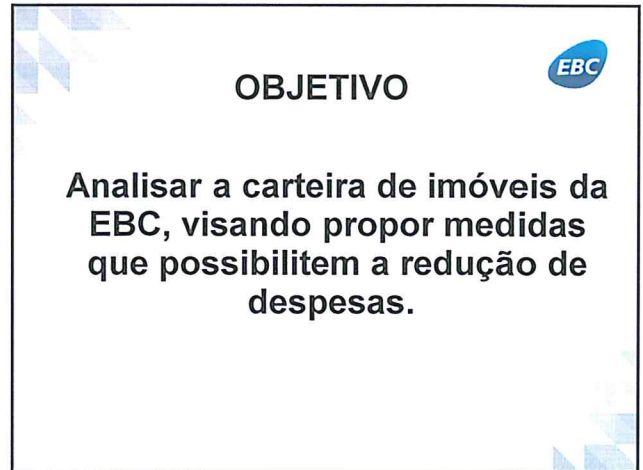 EBC
OBJETIVO
Analisar a carteira de imóveis da
EBC, visando propor medidas
que possibilitem a redução de
despesas.